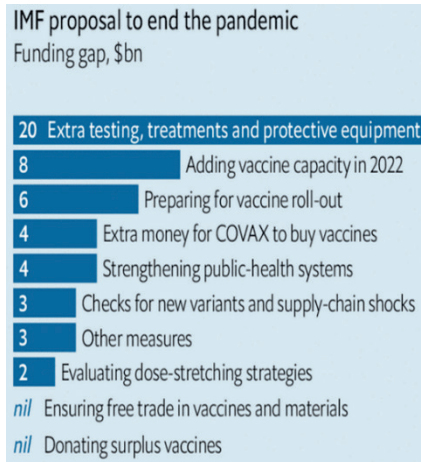 IMF proposal to end the pandemic
Funding gap, $bn
20 Extra testing, treatments and protective equipment
8 Adding vaccine capacity in 2022
6 Preparing for vaccine roll-out
4 Extra money for COVAX to buy vaccines
4 Strengthening public-health systems
3 Checks for new variants and supply-chain shocks
3 Other measures
2 Evaluating dose-stretching strategies
nil Ensuring free trade in vaccines and materials
nil Donating surplus vaccines